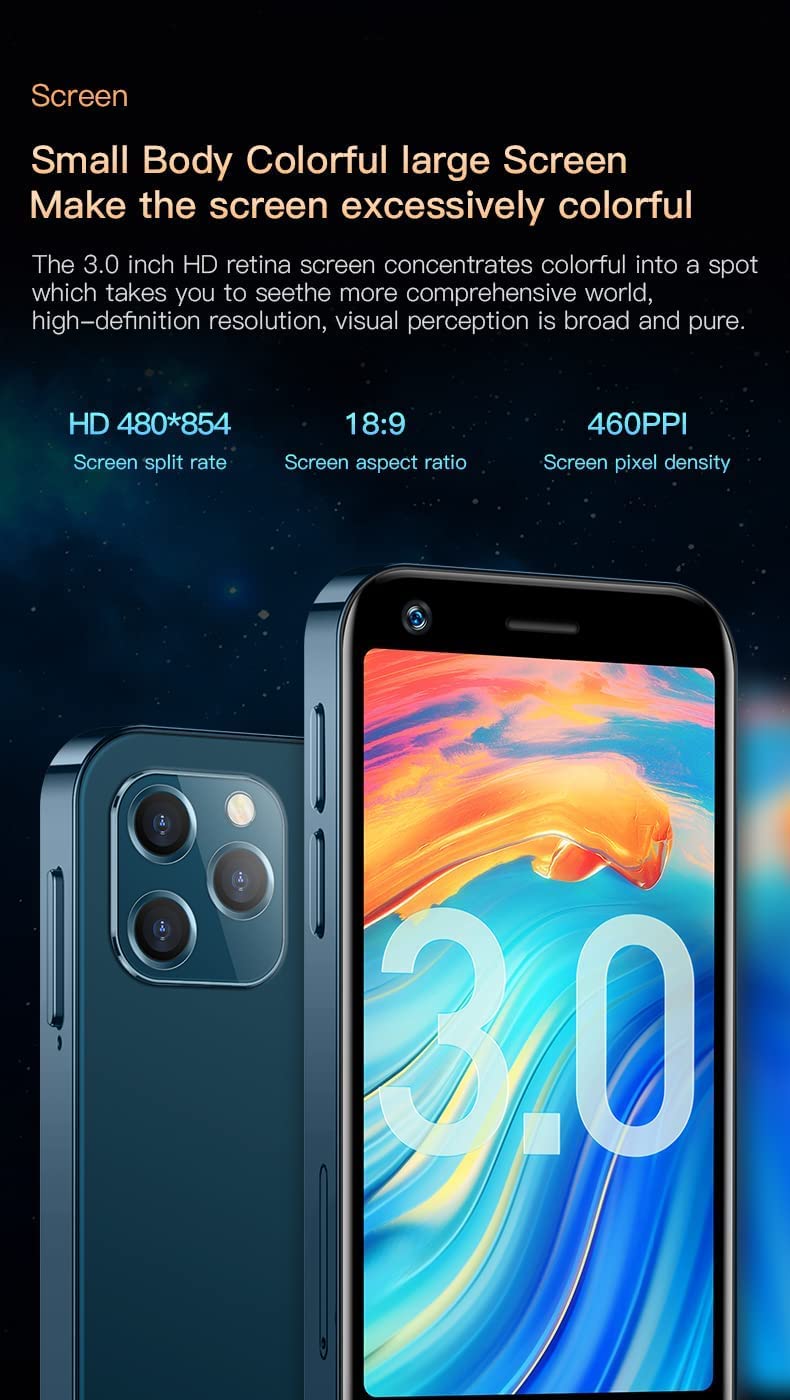 Screen
Small Body Colorful large Screen
Make the screen excessively colorful
The 3.0 inch HD retina screen concentrates colorful into a spot
which takes you to seethe more comprehensive world,
high-definition resolution, visual perception is broad and pure.
HD 480*854 18:9 460PPI
Screen split rate Screen aspect ratio Screen pixel density
3.0